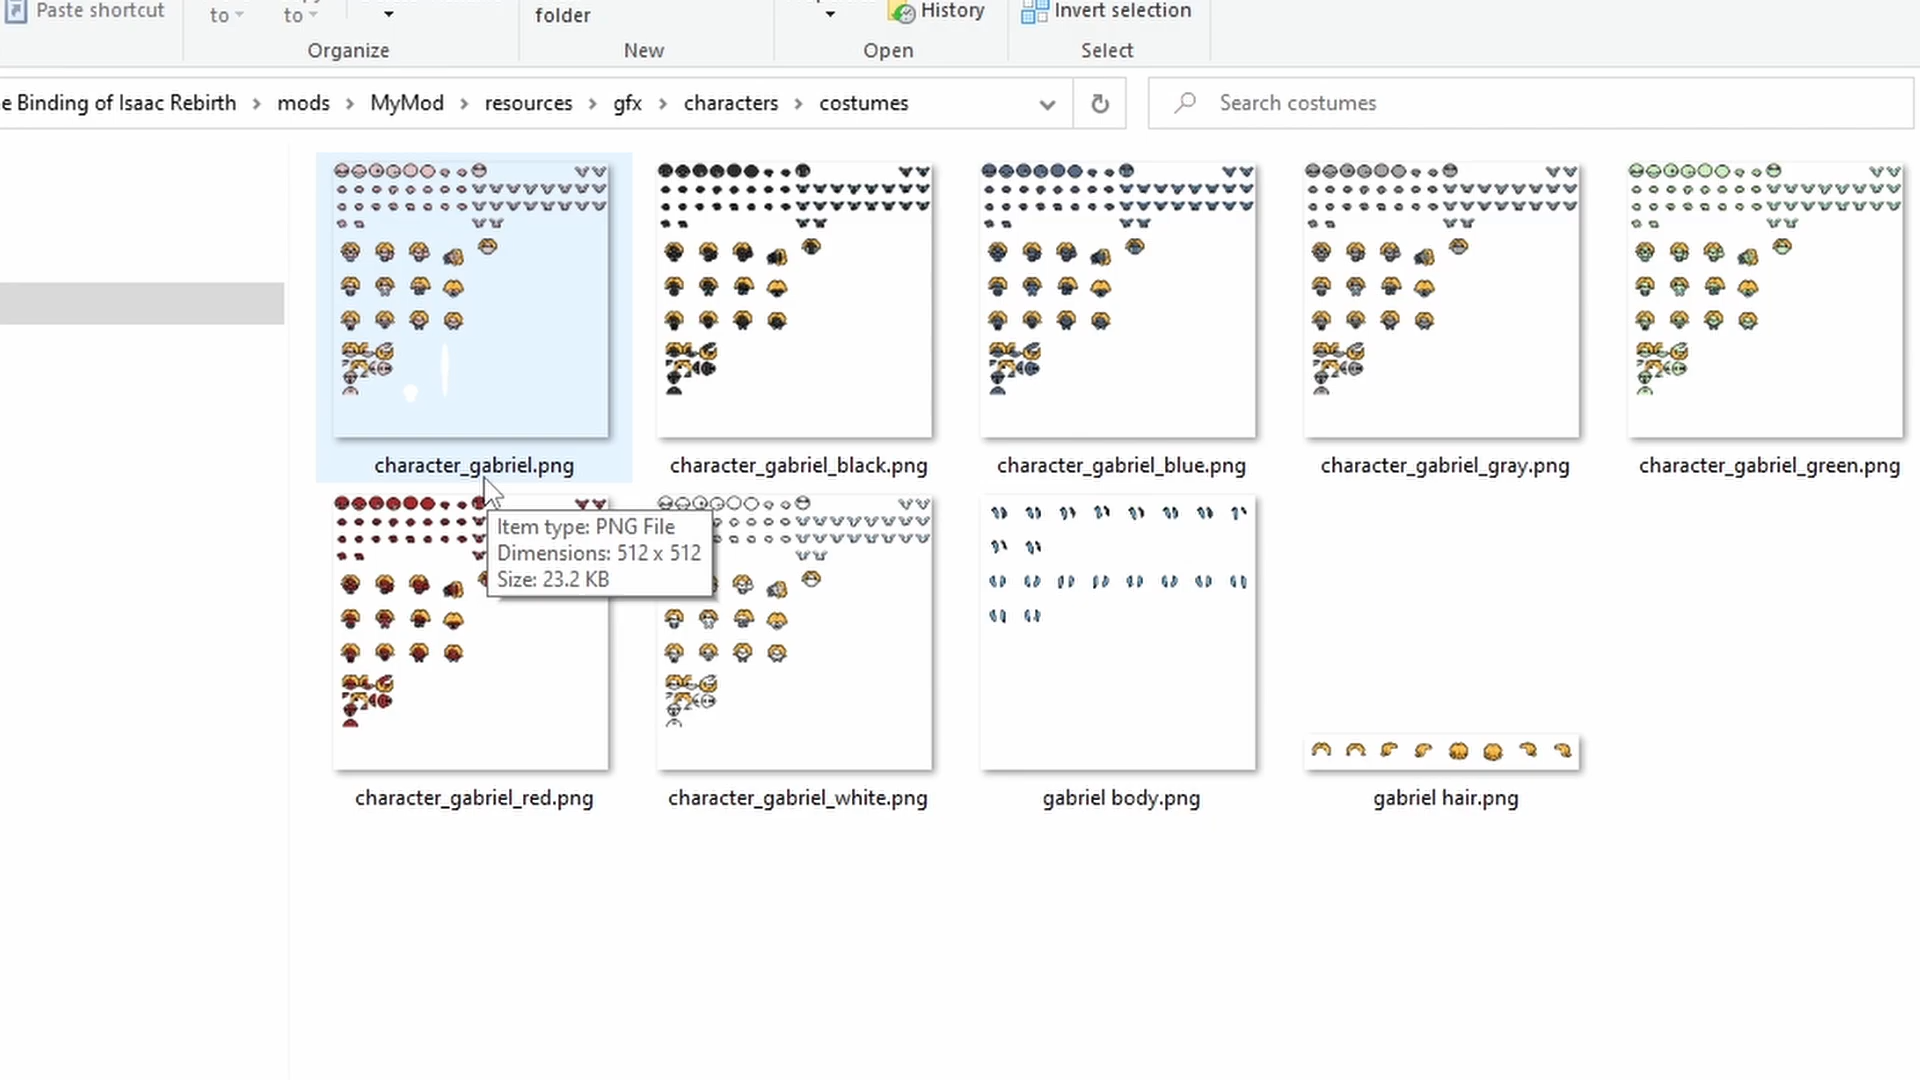 Paste shortcut
to
to
folder
History
Invert selection
Organize
New
Open
Select
e Binding of Isaac Rebirth > mods > MyMod > resources > gfx > characters > costumes
Search costumes
character_gabriel.png
character_gabriel_black.png
character_gabriel_blue.png
character_gabriel_gray.png
character_gabriel_green.png
Item type: PNG File
Dimensions: 512 x 512
Size: 23.2 KB
character_gabriel_red.png
character_gabriel_white.png
gabriel body.png
gabriel hair.png